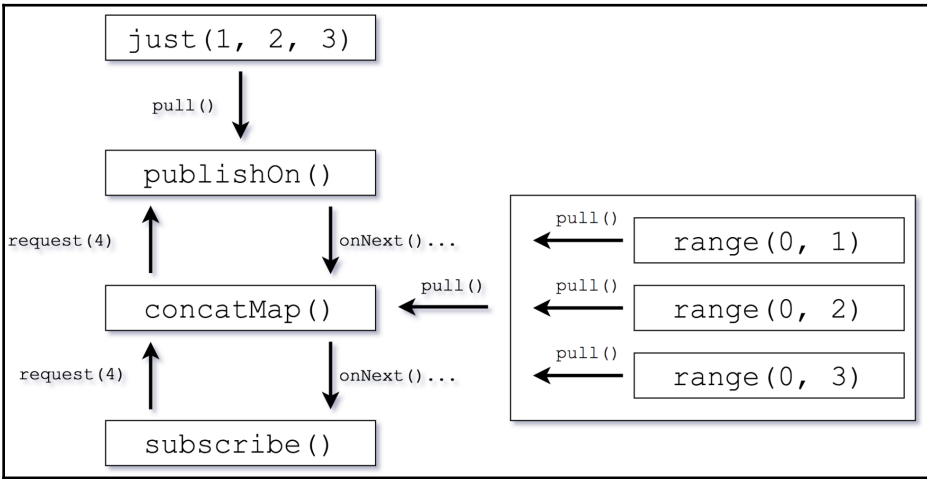 just(1, 2, 3)
pull()
publishOn()
request(4)
onNext()...
concatMap()
pull()
request(4)
onNext()...
subscribe()
pull()
range(0, 1)
pull()
range(0, 2)
pull()
range(0, 3)